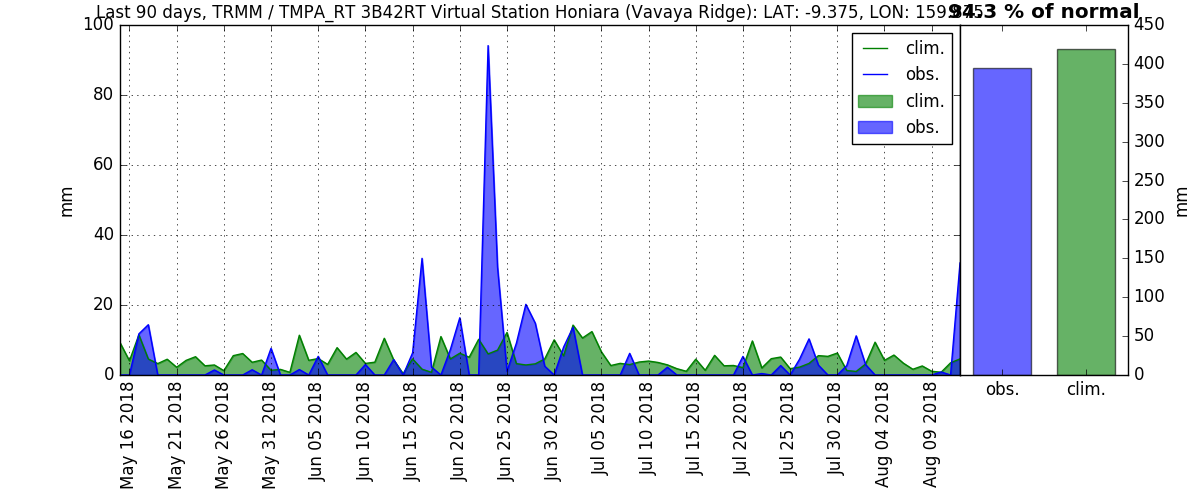 Last 90 days, TRMM / TMPA_RT 3B42RT Virtual Station Honiara (Vavaya Ridge): LAT: -9.375, LON:
94.3 % of normal
100
80
60
40
20
0
mm
clim.
obs.
clim.
obs.
450
400
350
300
250
200
150
100
50
0
mm
obs.
clim.
May 16 2018
May 21 2018
May 26 2018
May 31 2018
Jun 05 2018
Jun 10 2018
Jun 15 2018
Jun 20 2018
Jun 25 2018
Jun 30 2018
Jul 05 2018
Jul 10 2018
Jul 15 2018
Jul 20 2018
Jul 25 2018
Jul 30 2018
Aug 04 2018
Aug 09 2018